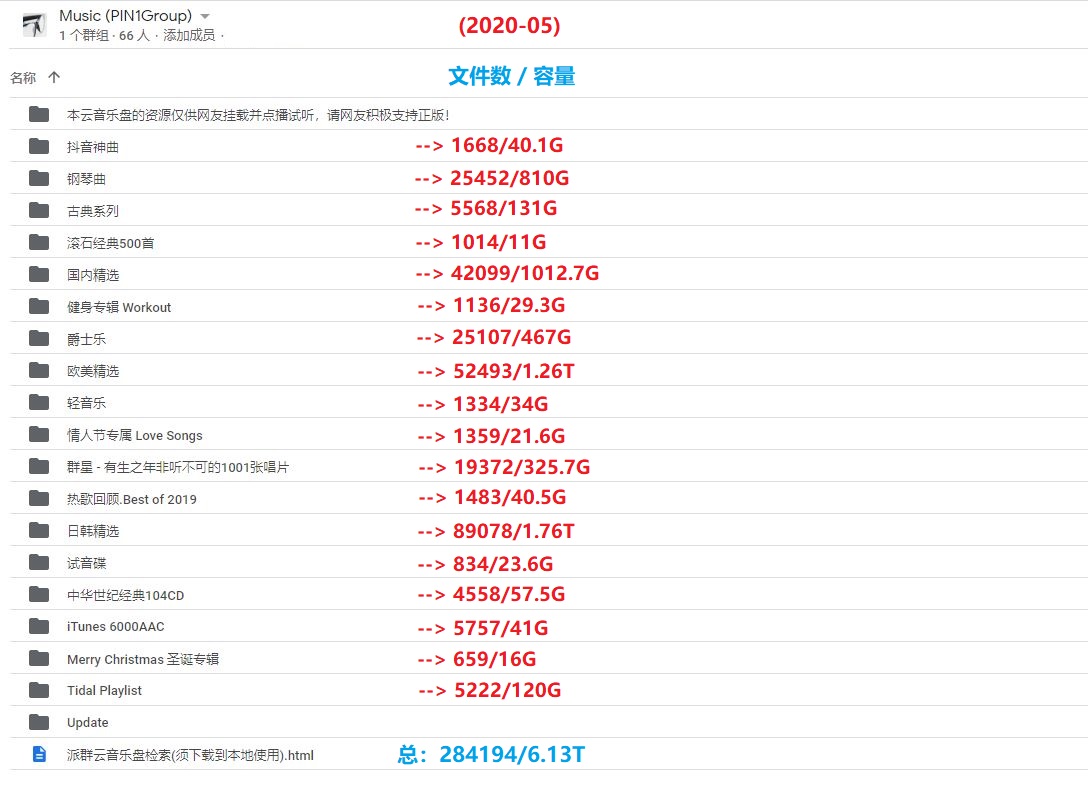 Music (PIN1Group)
1 个群组 · 66 人 · 添加成员 ·
(2020-05)
名称 ↑ 文件数 / 容量
本云音乐盘的资源仅供网友挂载并点播试听，请网友积极支持正版！
抖音神曲 --> 1668/40.1G
钢琴曲 --> 25452/810G
古典系列 --> 5568/131G
滚石经典500首 --> 1014/11G
国内精选 --> 42099/1012.7G
健身专辑 Workout --> 1136/29.3G
爵士乐 --> 25107/467G
欧美精选 --> 52493/1.26T
轻音乐 --> 1334/34G
情人节专属 Love Songs --> 1359/21.6G
群星 - 有生之年非听不可的1001张唱片 --> 19372/325.7G
热歌回顾.Best of 2019 --> 1483/40.5G
日韩精选 --> 89078/1.76T
试音碟 --> 834/23.6G
中华世纪经典104CD --> 4558/57.5G
iTunes 6000AAC --> 5757/41G
Merry Christmas 圣诞专辑 --> 659/16G
Tidal Playlist --> 5222/120G
Update
派群云音乐盘检索(须下载到本地使用).html 总：284194/6.13T